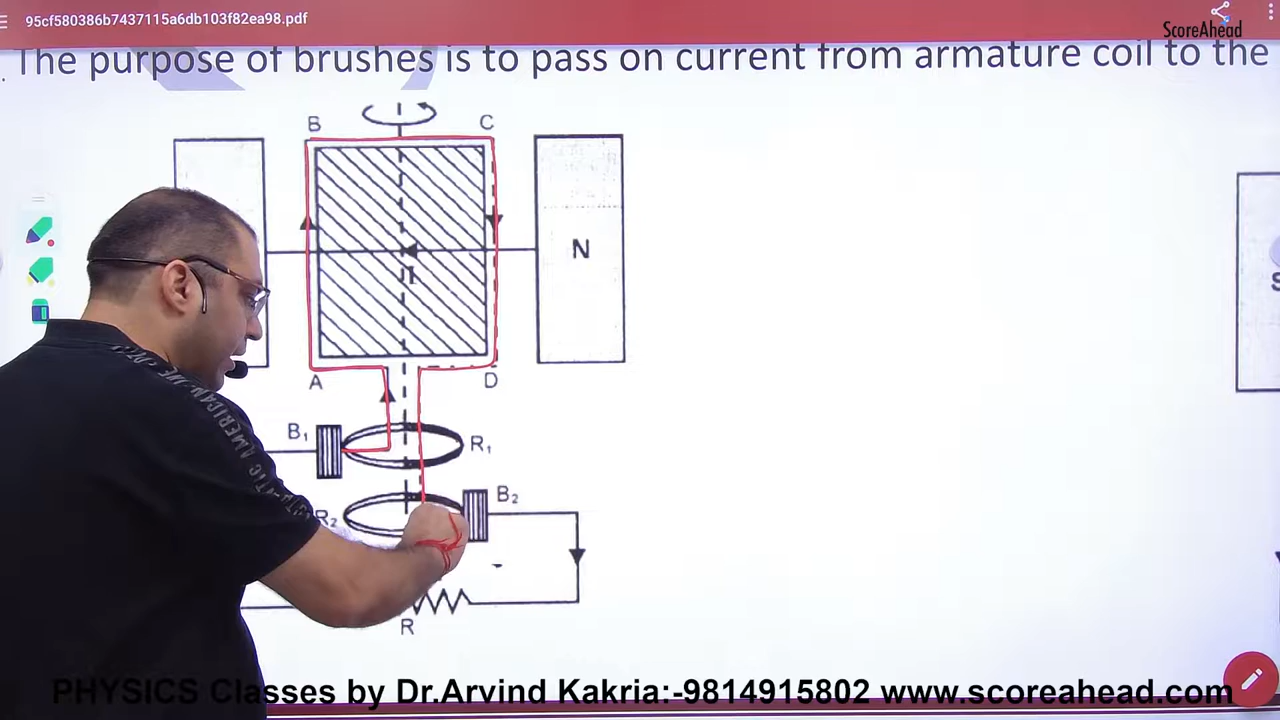 95cf580386b7437115a6db103f82ea98.pdf
ScoreAhead
The purpose of brushes is to pass on current from armature coil to the
B
C
N
S
A
D
B₁
R₁
B₂
R₂
R
PHYSICS Classes by Dr.Arvind Kakria:-9814915802 www.scoreahead.com